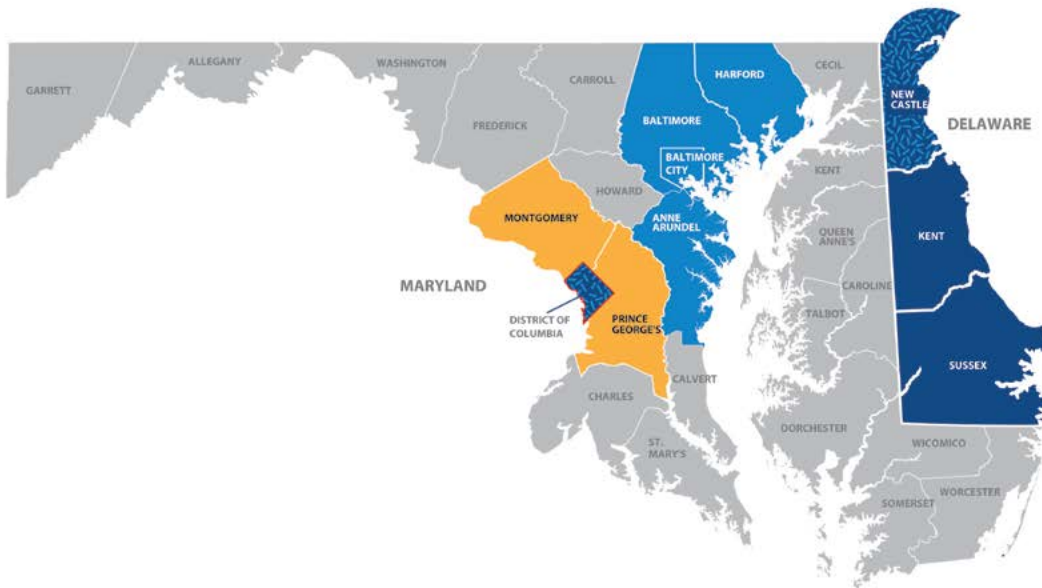 GARRETT
ALLEGANY
WASHINGTON
FREDERICK
CARROLL
BALTIMORE
HARFORD
CECIL
NEW
CASTLE
DELAWARE
BALTIMORE
CITY
HOWARD
KENT
MONTGOMERY
ANNE
ARUNDEL
QUEEN
ANNE'S
KENT
MARYLAND
CAROLINE
TALBOT
DISTRICT OF
COLUMBIA
PRINCE
GEORGE'S
SUSSEX
CALVERT
CHARLES
DORCHESTER
ST.
MARY'S
WICOMICO
SOMERSET
WORCESTER